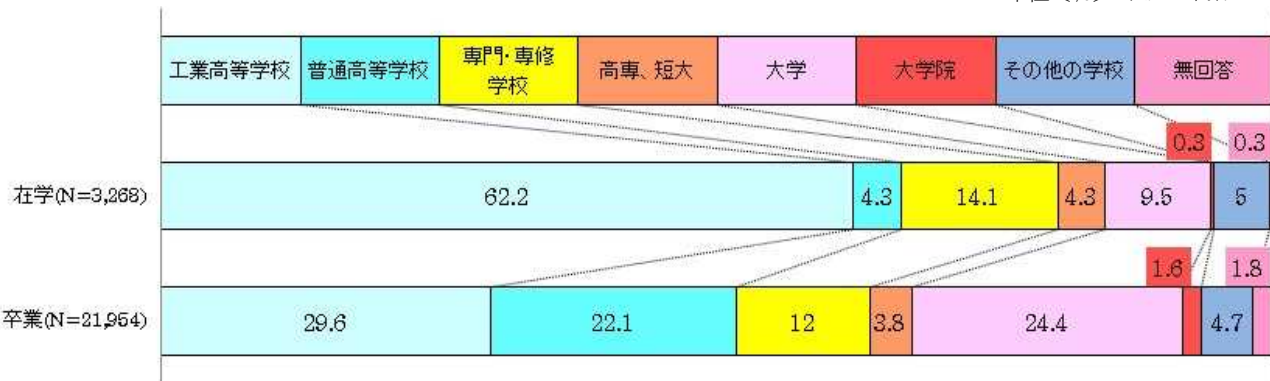 工業高等学校 普通高等学校 専門・専修学校 高専、短大 大学 大学院 その他の学校 無回答
0.3 0.3
在学(N=3,268) 62.2 4.3 14.1 4.3 9.5 5
1.6 1.8
卒業(N=21,954) 29.6 22.1 12 3.8 24.4 4.7